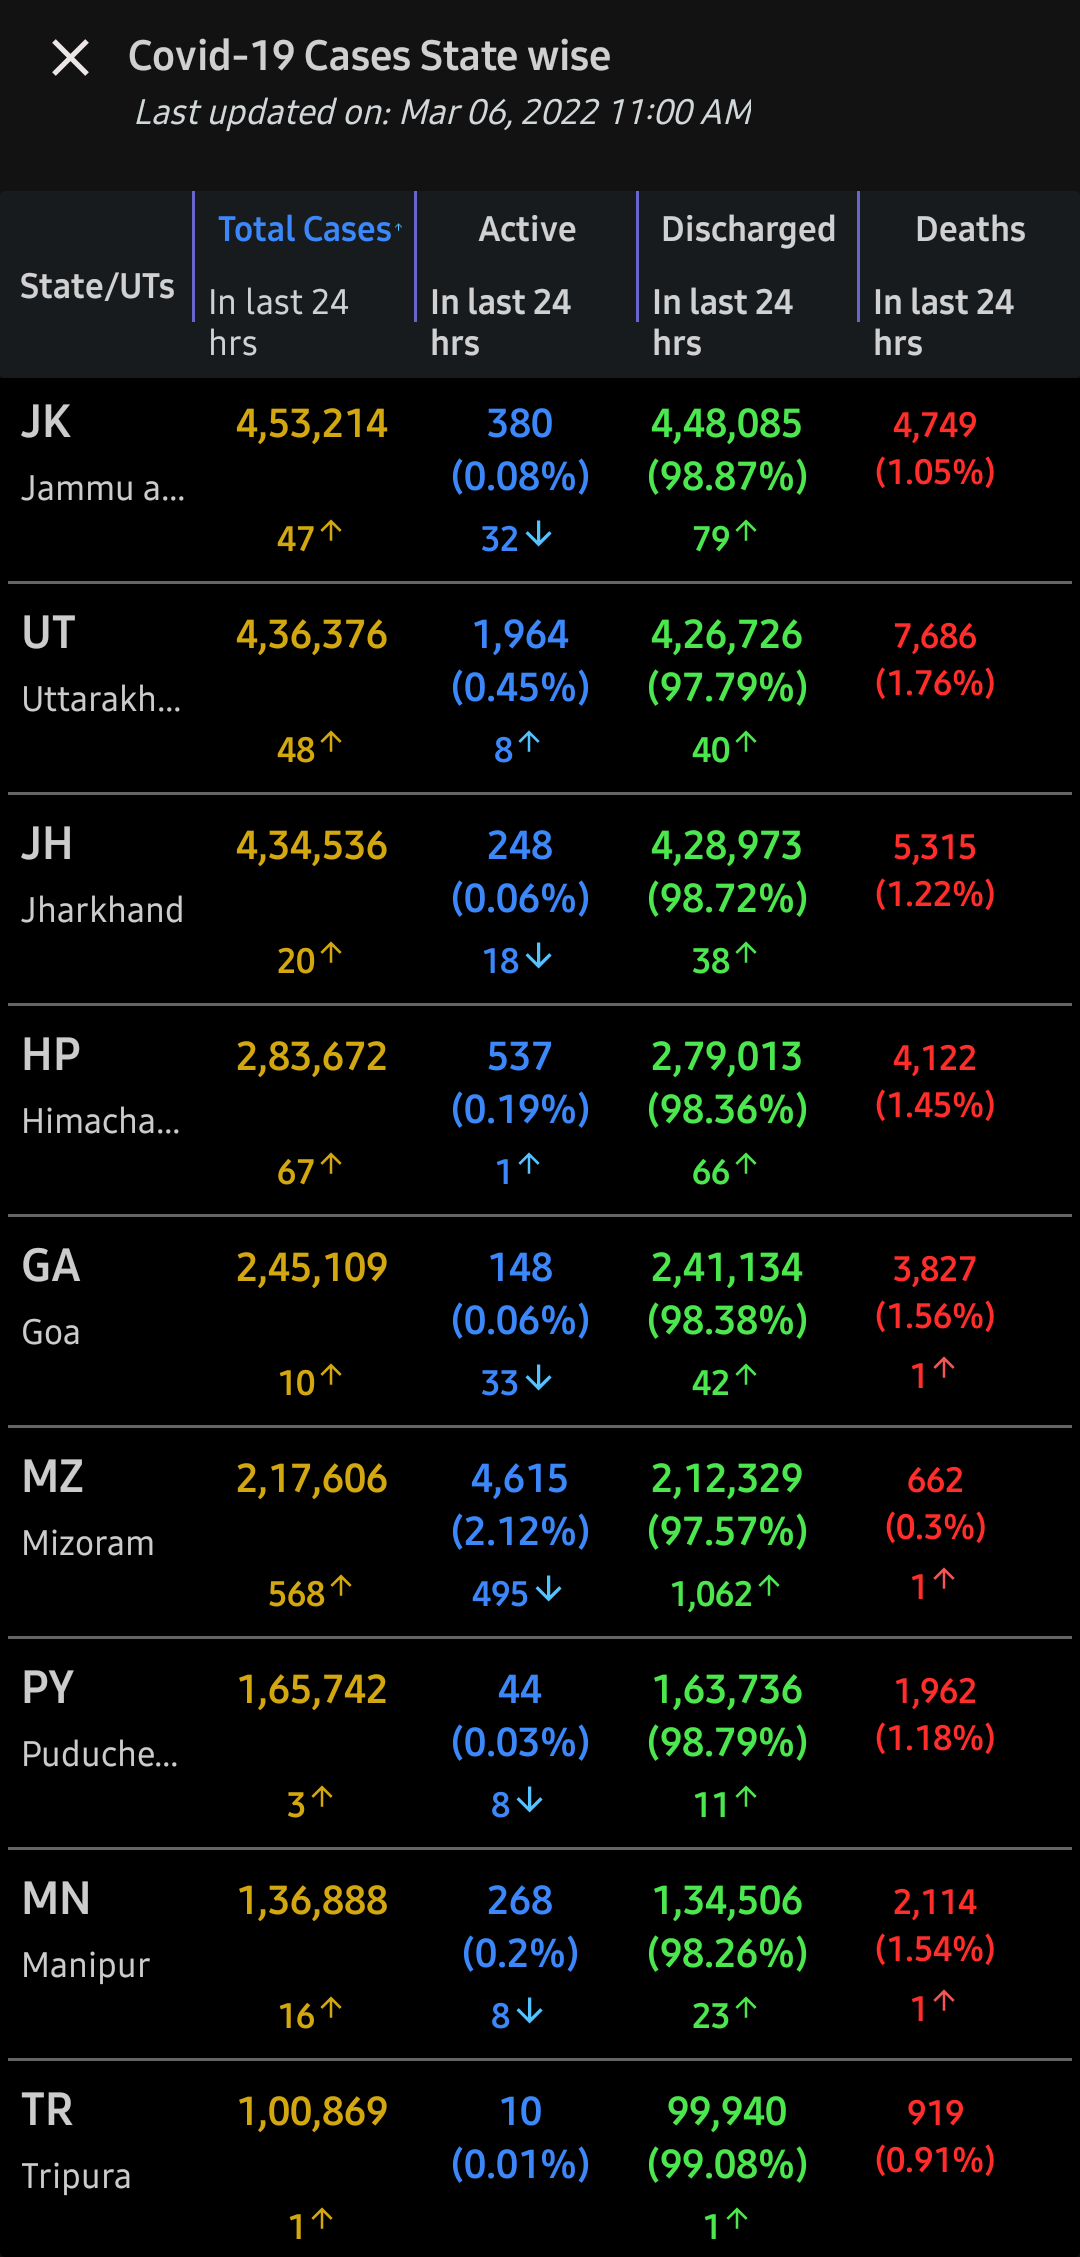 Covid-19 Cases State wise
Last updated on: Mar 06, 2022 11:00 AM
State/UTs
Total Cases↑
In last 24
hrs
Active
In last 24
hrs
Discharged
In last 24
hrs
Deaths
In last 24
hrs
JK 4,53,214 380 4,48,085 4,749
(0.08%) (98.87%) (1.05%)
Jammu a...
47↑ 32↓ 79↑
UT 4,36,376 1,964 4,26,726 7,686
(0.45%) (97.79%) (1.76%)
Uttarakh...
48↑ 8↑ 40↑
JH 4,34,536 248 4,28,973 5,315
(0.06%) (98.72%) (1.22%)
Jharkhand
20↑ 18↓ 38↑
HP 2,83,672 537 2,79,013 4,122
(0.19%) (98.36%) (1.45%)
Himacha...
67↑ 1↑ 66↑
GA 2,45,109 148 2,41,134 3,827
(0.06%) (98.38%) (1.56%)
Goa
10↑ 33↓ 42↑ 1↑
MZ 2,17,606 4,615 2,12,329 662
(2.12%) (97.57%) (0.3%)
Mizoram
568↑ 495↓ 1,062↑ 1↑
PY 1,65,742 44 1,63,736 1,962
(0.03%) (98.79%) (1.18%)
Puduche...
3↑ 8↓ 11↑
MN 1,36,888 268 1,34,506 2,114
(0.2%) (98.26%) (1.54%)
Manipur
16↑ 8↓ 23↑ 1↑
TR 1,00,869 10 99,940 919
(0.01%) (99.08%) (0.91%)
Tripura
1↑ 1↑